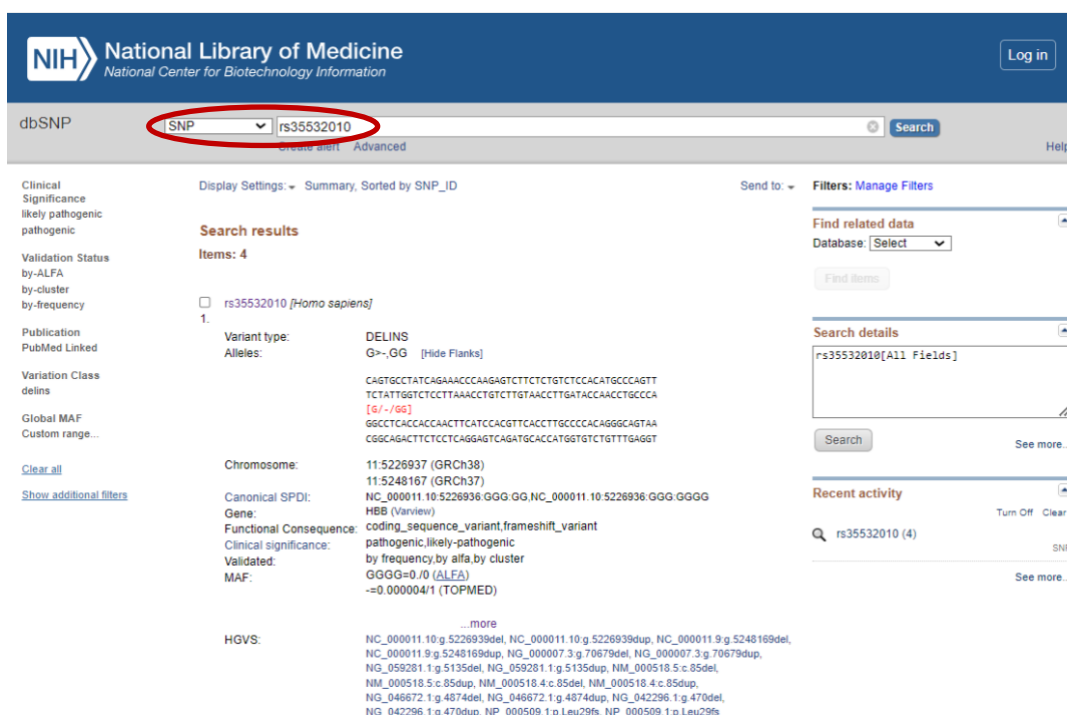 NIH
National Library of Medicine
National Center for Biotechnology Information
Log in
dbSNP
SNP
rs35532010
Search
Create alert Advanced
Help
Clinical
Significance
likely pathogenic
pathogenic
Validation Status
by-ALFA
by-cluster
by-frequency
Publication
PubMed Linked
Variation Class
delins
Global MAF
Custom range...
Clear all
Show additional filters
Display Settings: Summary, Sorted by SNP_ID
Send to:
Search results
Items: 4
rs35532010 [Homo sapiens]
1.
Variant type: DELINS
Alleles: G>-,GG [Hide Flanks]
CAGTGCCTATCAGAAACCCAAGAGTCTTCTCTGTCTCCACATGCCCAGTT
TCTATTGGTCTCCTTAAACCTGTCTTGTAACCTTGATACCAACCTGCCCA
[G/-/GG]
GGCCTCACCACCAACTTCATCCACGTTCACCTTGCCCCACAGGGCAGTAA
CGGCAGACTTCTCCTCAGGAGTCAGATGCACCATGGTGTCTGTTTGAGGT
Chromosome: 11:5226937 (GRCh38)
11:5248167 (GRCh37)
Canonical SPDI: NC_000011.10:5226936:GGG:GG,NC_000011.10:5226936:GGG:GGGG
Gene: HBB (Varview)
Functional Consequence: coding_sequence_variant,frameshift_variant
Clinical significance: pathogenic,likely-pathogenic
Validated: by frequency,by alfa,by cluster
MAF: GGGG=0./0 (ALFA)
-=0.000004/1 (TOPMED)
...more
HGVS: NC_000011.10:g.5226939del, NC_000011.10:g.5226939dup, NC_000011.9:g.5248169del,
NC_000011.9:g.5248169dup, NG_000007.3:g.70679del, NG_000007.3:g.70679dup,
NG_059281.1:g.5135del, NG_059281.1:g.5135dup, NM_000518.5:c.85del,
NM_000518.5:c.85dup, NM_000518.4:c.85del, NM_000518.4:c.85dup,
NG_046672.1:g.4874del, NG_046672.1:g.4874dup, NG_042296.1:g.470del,
NG_042296.1:g.470dup, NP_000509.1:p.Leu29fs, NP_000509.1:p.Leu29fs
Filters: Manage Filters
Find related data
Database: Select
Find items
Search details
rs35532010[All Fields]
Search
See more..
Recent activity
Turn Off Clear
rs35532010 (4)
SNP
See more..